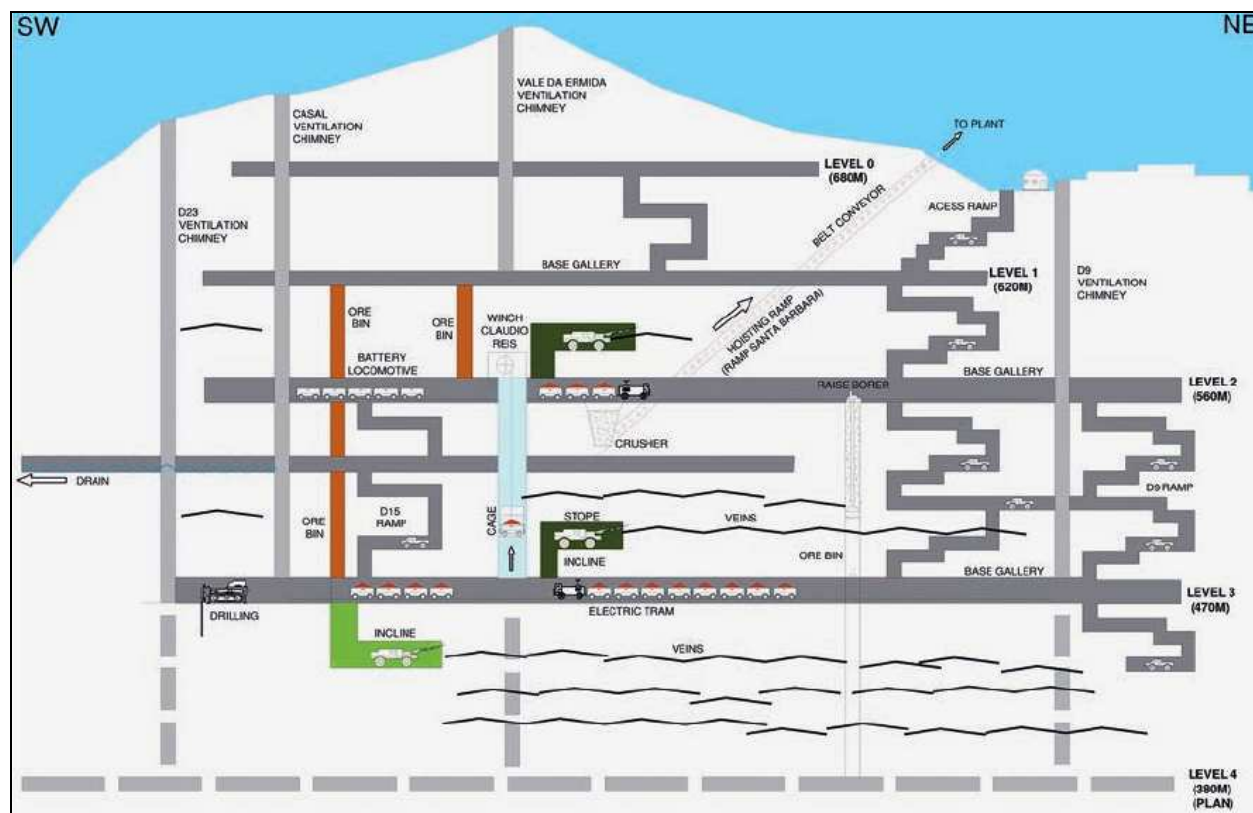 SW
NE
VALE DA ERMIDA
VENTILATION
CHIMNEY
CASAL
VENTILATION
CHIMNEY
TO PLANT
LEVEL 0
(680M)
BELT CONVEYOR
ACESS RAMP
D23
VENTILATION
CHIMNEY
BASE GALLERY
LEVEL 1
(620M)
D9
VENTILATION
CHIMNEY
ORE
BIN
ORE
BIN
WINCH
CLAUDIO
REIS
HOISTING RAMP
(RAMP SANTA BARBARA)
BATTERY
LOCOMOTIVE
BASE GALLERY
RAISE BORER
LEVEL 2
(560M)
CRUSHER
DRAIN
D9 RAMP
ORE
BIN
D15
RAMP
CAGE
STOPE
VEINS
INCLINE
ORE BIN
BASE GALLERY
LEVEL 3
(470M)
DRILLING
ELECTRIC TRAM
INCLINE
VEINS
LEVEL 4
(380M)
(PLAN)